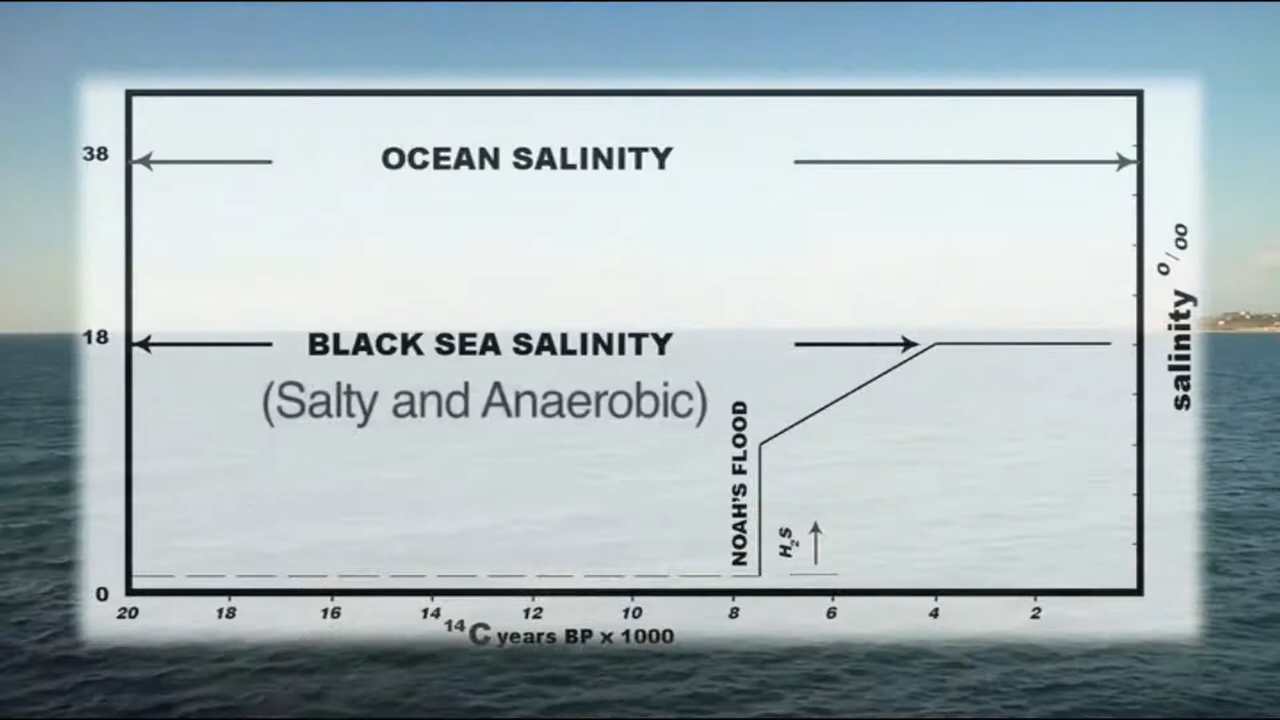 38
OCEAN SALINITY
salinity o/oo
18
BLACK SEA SALINITY
(Salty and Anaerobic)
NOAH'S FLOOD
H₂S
0
20 18 16 14 12 10 8 6 4 2
¹⁴C years BP x 1000